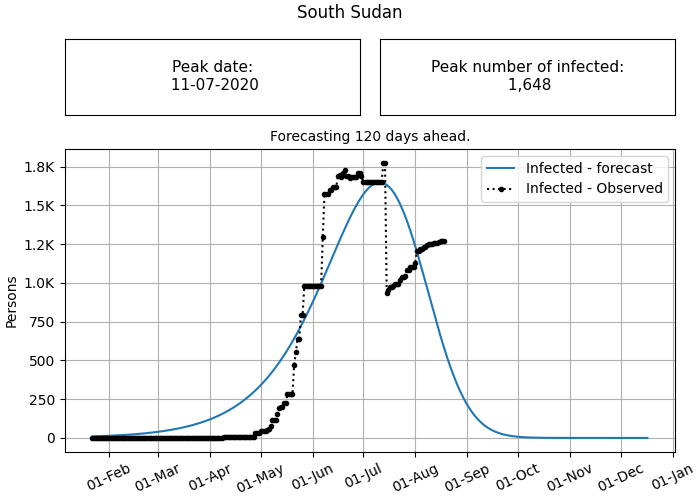 South Sudan
Peak date:
11-07-2020
Peak number of infected:
1,648
Forecasting 120 days ahead.
Infected - forecast
Infected - Observed
1.8K
1.5K
1.2K
1.0K
750
500
250
0
Persons
01-Feb
01-Mar
01-Apr
01-May
01-Jun
01-Jul
01-Aug
01-Sep
01-Oct
01-Nov
01-Dec
01-Jan